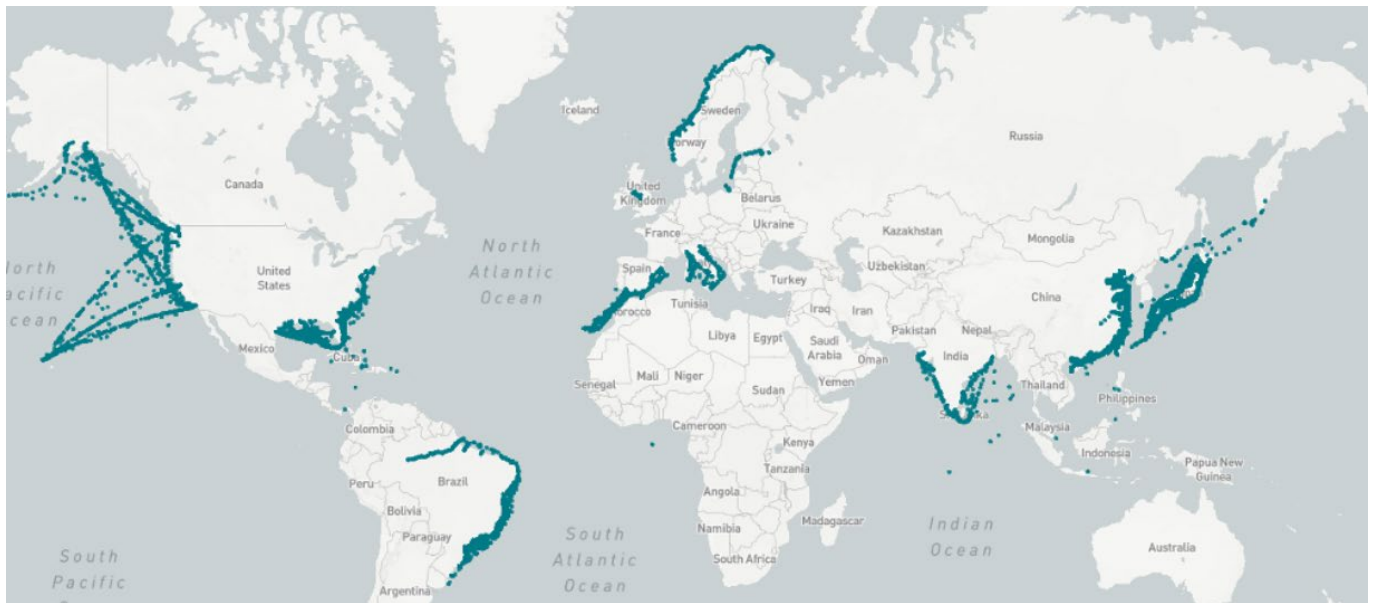 Iceland
Sweden
Russia
orway
Canada
United
Kingdom
Belarus
Ukraine
Kazakhstan
Mongolia
France
North
Atlantic
Ocean
orth
acific
cean
United
States
Spain
Turkey
Uzbekistan
China
Tunisia
orocco
Iraq
Iran
Mexico
Cuba
Libya
Egypt
Saudi
Arabia
Pakistan
Nepal
India
Oman
Mali
Niger
Sudan
Yemen
Thailand
Senegal
Philippines
Colombia
Cameroon
Kenya
Malaysia
Indonesia
Tanzania
Papua New
Guinea
Peru
Brazil
Angola
Bolivia
Namibia
Madagascar
Paraguay
South
Atlantic
Ocean
Indian
Ocean
Australia
South Africa
South
Pacific
Argentina